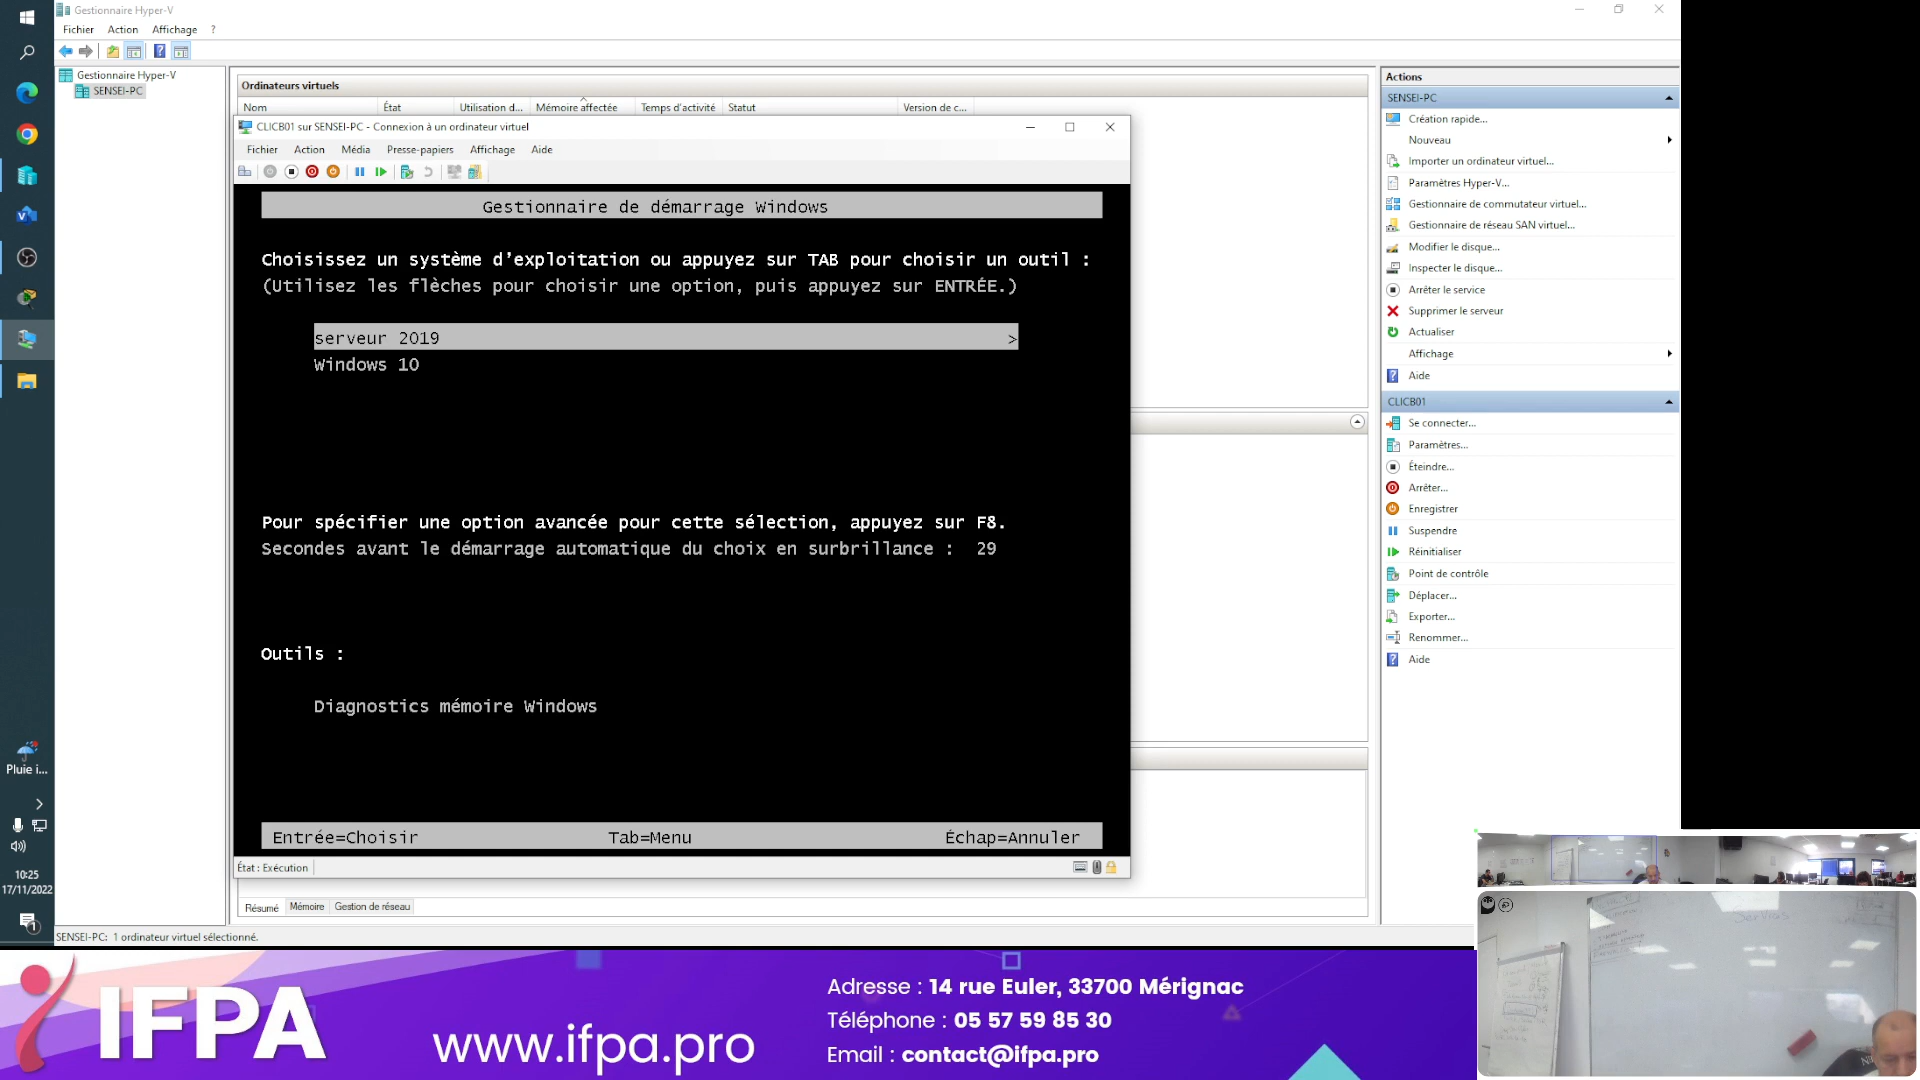 Gestionnaire Hyper-V
Fichier Action Affichage ?
Gestionnaire Hyper-V
SENSEI-PC
Ordinateurs virtuels
Nom État Utilisation d... Mémoire affectée Temps d'activité Statut Version de c...
CLICB01 sur SENSEI-PC - Connexion à un ordinateur virtuel
Fichier Action Média Presse-papiers Affichage Aide
Gestionnaire de démarrage Windows
Choisissez un système d'exploitation ou appuyez sur TAB pour choisir un outil :
(Utilisez les flèches pour choisir une option, puis appuyez sur ENTRÉE.)
serveur 2019 >
Windows 10
Pour spécifier une option avancée pour cette sélection, appuyez sur F8.
Secondes avant le démarrage automatique du choix en surbrillance : 29
Outils :
Diagnostics mémoire Windows
Entrée=Choisir Tab=Menu Échap=Annuler
État : Exécution
Résumé Mémoire Gestion de réseau
SENSEI-PC: 1 ordinateur virtuel sélectionné.
Actions
SENSEI-PC
Création rapide...
Nouveau
Importer un ordinateur virtuel...
Paramètres Hyper-V...
Gestionnaire de commutateur virtuel...
Gestionnaire de réseau SAN virtuel...
Modifier le disque...
Inspecter le disque...
Arrêter le service
Supprimer le serveur
Actualiser
Affichage
Aide
CLICB01
Se connecter...
Paramètres...
Éteindre...
Arrêter...
Enregistrer
Suspendre
Réinitialiser
Point de contrôle
Déplacer...
Exporter...
Renommer...
Aide
Pluie i...
10:25
17/11/2022
1
IFPA
www.ifpa.pro
Adresse : 14 rue Euler, 33700 Mérignac
Téléphone : 05 57 59 85 30
Email : contact@ifpa.pro